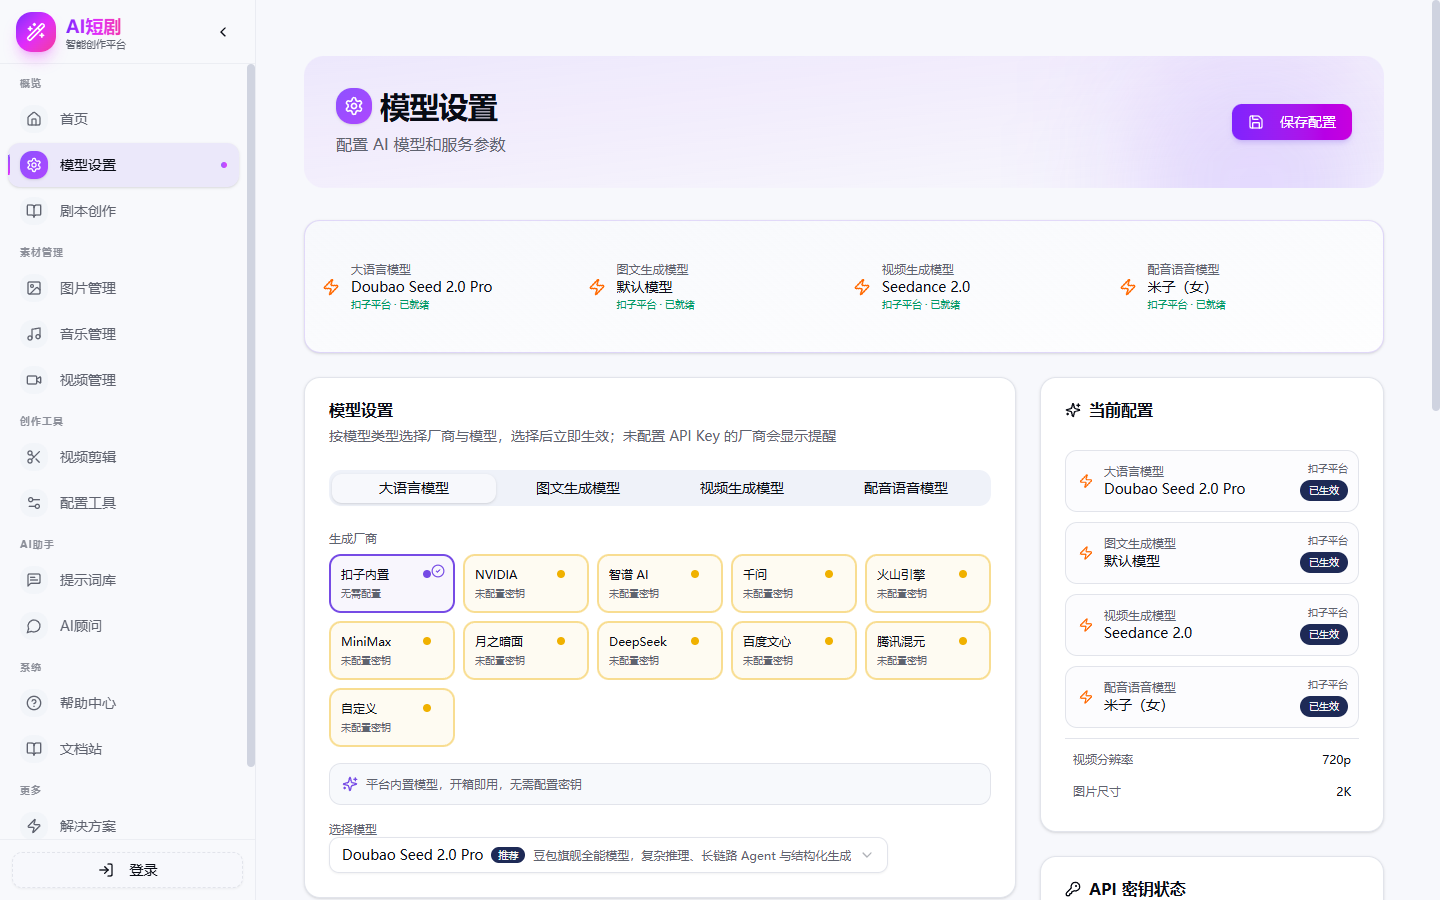 AI短剧
智能创作平台
概览
首页
模型设置
剧本创作
素材管理
图片管理
音乐管理
视频管理
创作工具
视频剪辑
配置工具
AI助手
提示词库
AI顾问
系统
帮助中心
文档站
更多
解决方案
登录
模型设置
配置 AI 模型和服务参数
保存配置
大语言模型
Doubao Seed 2.0 Pro
扣子平台 · 已就绪
图文生成模型
默认模型
扣子平台 · 已就绪
视频生成模型
Seedance 2.0
扣子平台 · 已就绪
配音语音模型
米子（女）
扣子平台 · 已就绪
模型设置
按模型类型选择厂商与模型，选择后立即生效；未配置 API Key 的厂商会显示提醒
大语言模型 图文生成模型 视频生成模型 配音语音模型
生成厂商
扣子内置
无需配置
NVIDIA
未配置密钥
智谱 AI
未配置密钥
千问
未配置密钥
火山引擎
未配置密钥
MiniMax
未配置密钥
月之暗面
未配置密钥
DeepSeek
未配置密钥
百度文心
未配置密钥
腾讯混元
未配置密钥
自定义
未配置密钥
平台内置模型，开箱即用，无需配置密钥
选择模型
Doubao Seed 2.0 Pro 推荐 豆包旗舰全能模型，复杂推理、长链路 Agent 与结构化生成
当前配置
大语言模型
Doubao Seed 2.0 Pro
扣子平台
已生效
图文生成模型
默认模型
扣子平台
已生效
视频生成模型
Seedance 2.0
扣子平台
已生效
配音语音模型
米子（女）
扣子平台
已生效
视频分辨率 720p
图片尺寸 2K
API 密钥状态